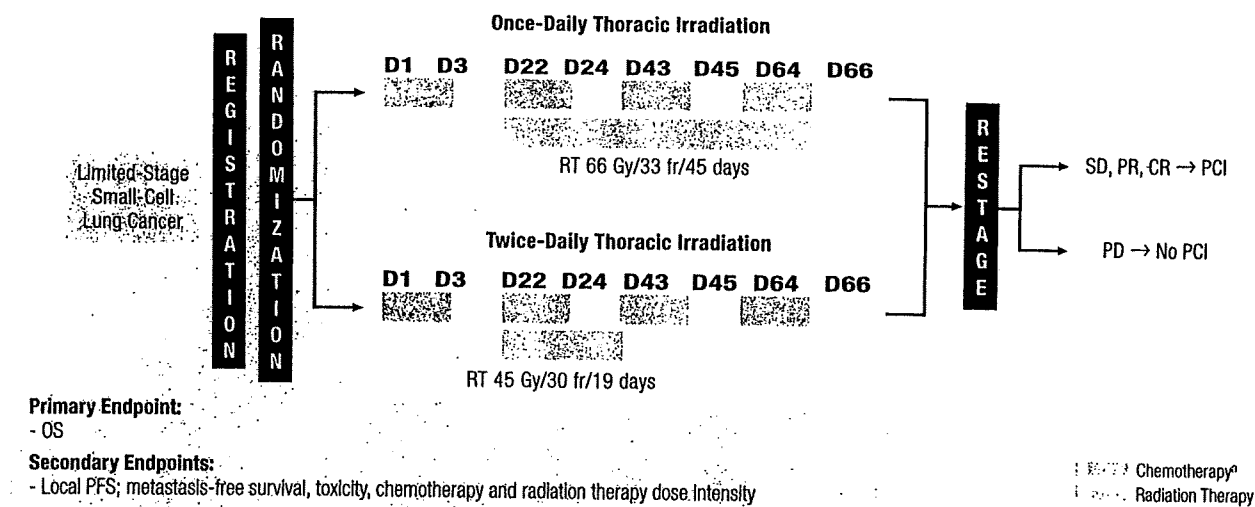 Once-Daily Thoracic Irradiation
D1 D3 D22 D24 D43 D45 D64 D66
RT 66 Gy/33 fr/45 days
REGISTRATION
RANDOMIZATION
Limited-Stage
Small-Cell
Lung Cancer
RESTAGE
SD, PR, CR → PCI
PD → No PCI
Twice-Daily Thoracic Irradiation
D1 D3 D22 D24 D43 D45 D64 D66
RT 45 Gy/30 fr/19 days
Primary Endpoint:
- OS
Secondary Endpoints:
- Local PFS; metastasis-free survival, toxicity, chemotherapy and radiation therapy dose intensity
Chemotherapyᵃ
Radiation Therapy